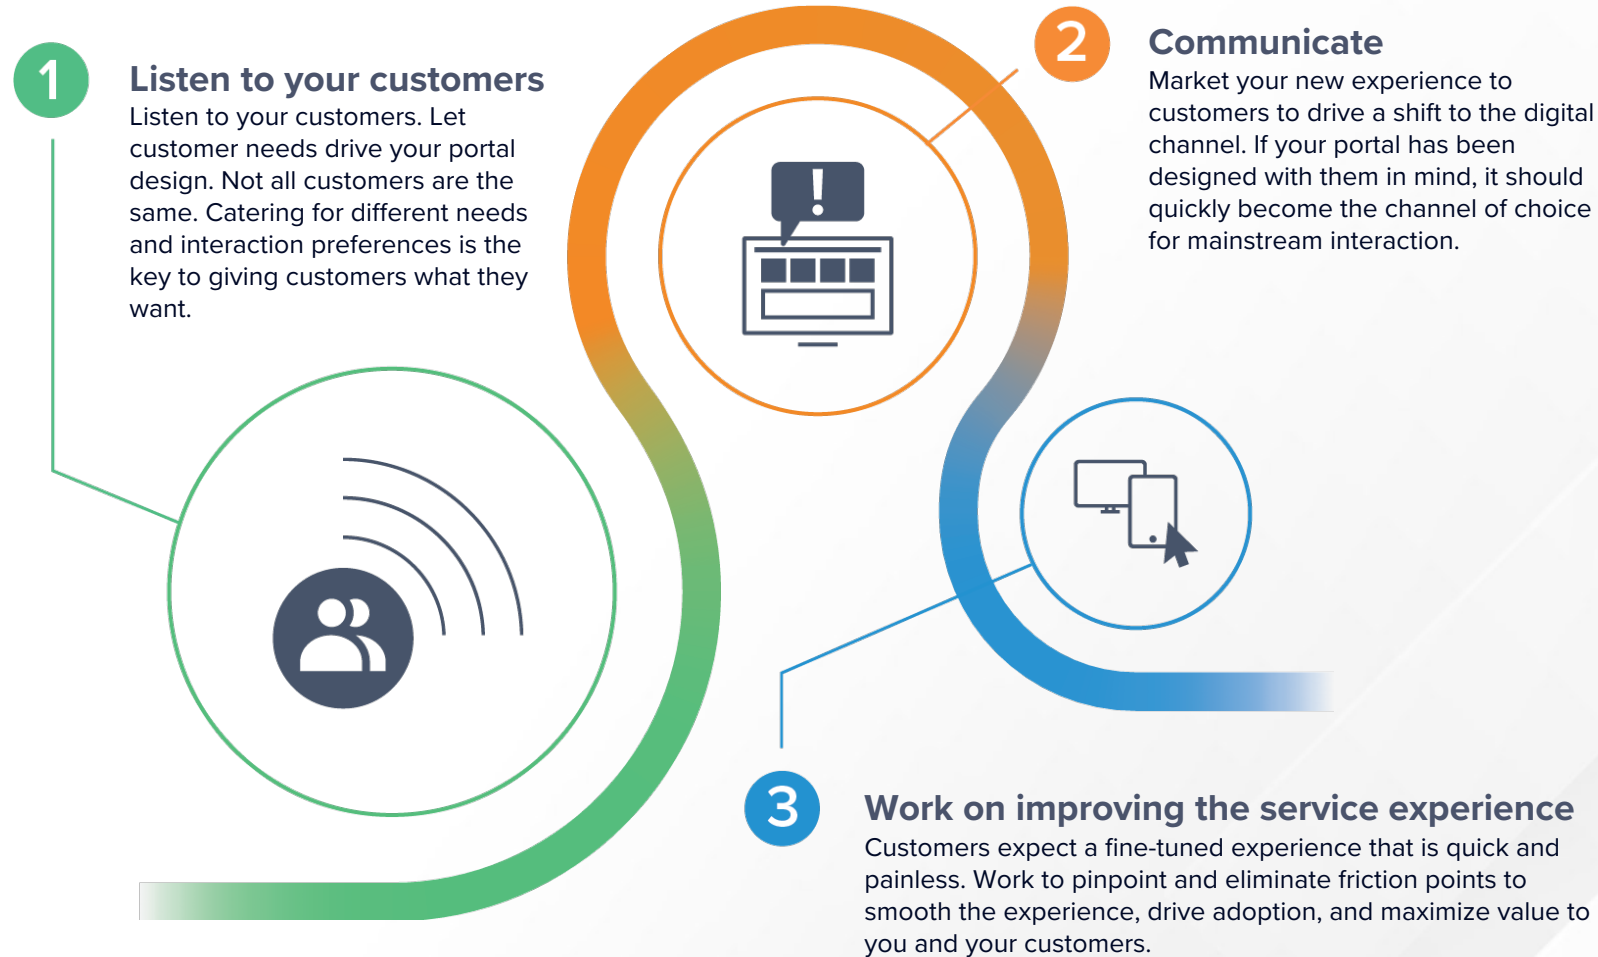 1
Listen to your customers
Listen to your customers. Let
customer needs drive your portal
design. Not all customers are the
same. Catering for different needs
and interaction preferences is the
key to giving customers what they
want.
2
Communicate
Market your new experience to
customers to drive a shift to the digital
channel. If your portal has been
designed with them in mind, it should
quickly become the channel of choice
for mainstream interaction.
!
3
Work on improving the service experience
Customers expect a fine-tuned experience that is quick and
painless. Work to pinpoint and eliminate friction points to
smooth the experience, drive adoption, and maximize value to
you and your customers.